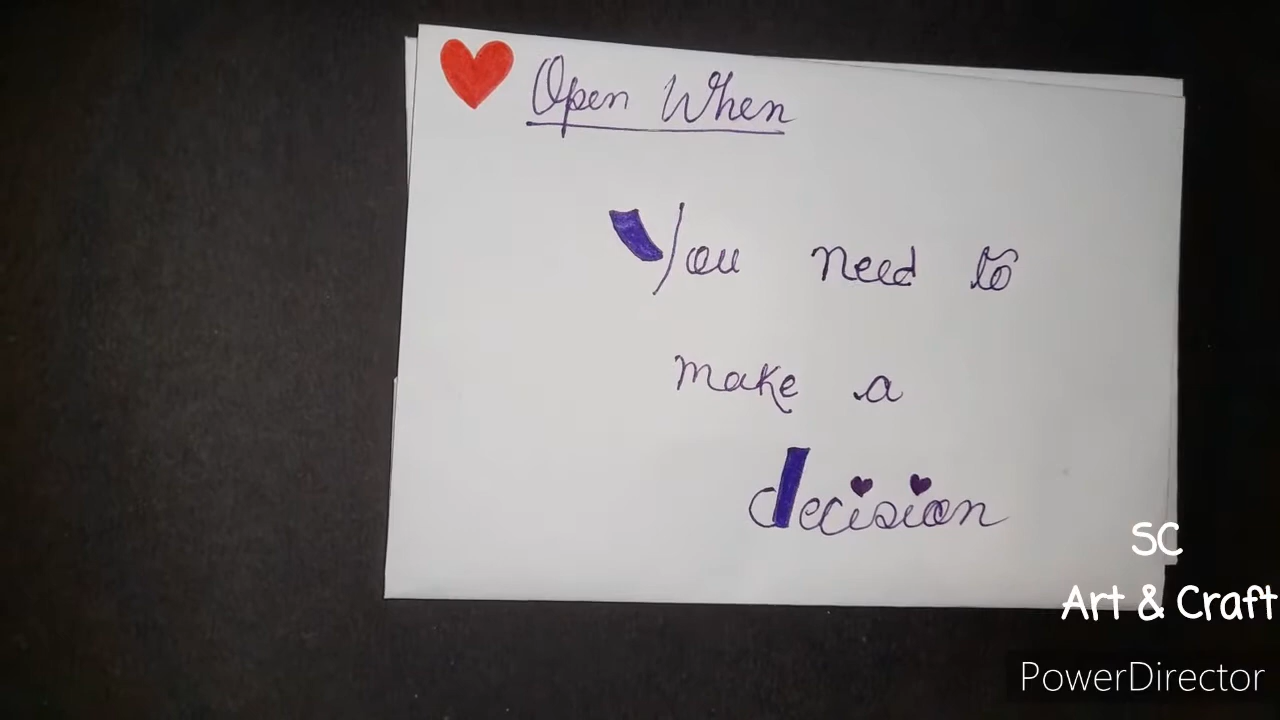 Open When
You need to
make a
decision
SC
Art & Craft
PowerDirector